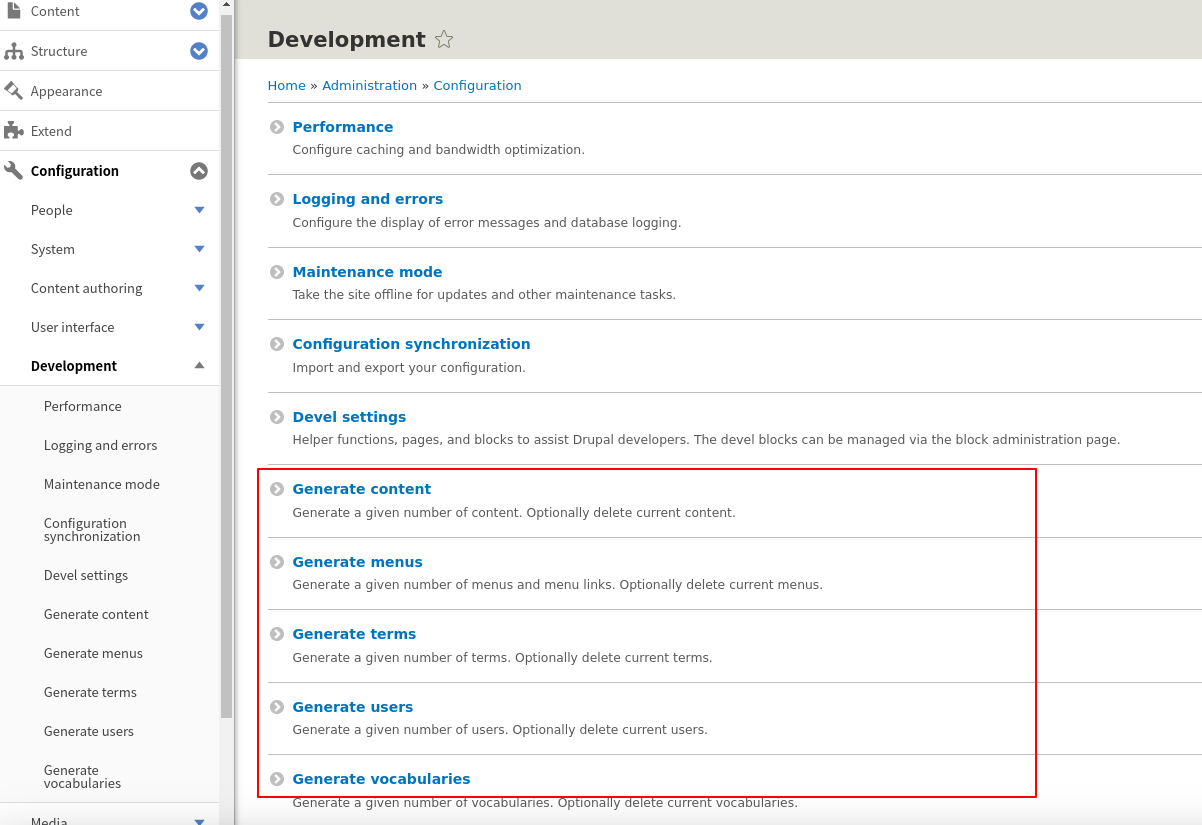 Content
Structure
Appearance
Extend
Configuration
People
System
Content authoring
User interface
Development
Performance
Logging and errors
Maintenance mode
Configuration
synchronization
Devel settings
Generate content
Generate menus
Generate terms
Generate users
Generate
vocabularies
Media
Development
Home » Administration » Configuration
Performance
Configure caching and bandwidth optimization.
Logging and errors
Configure the display of error messages and database logging.
Maintenance mode
Take the site offline for updates and other maintenance tasks.
Configuration synchronization
Import and export your configuration.
Devel settings
Helper functions, pages, and blocks to assist Drupal developers. The devel blocks can be managed via the block administration page.
Generate content
Generate a given number of content. Optionally delete current content.
Generate menus
Generate a given number of menus and menu links. Optionally delete current menus.
Generate terms
Generate a given number of terms. Optionally delete current terms.
Generate users
Generate a given number of users. Optionally delete current users.
Generate vocabularies
Generate a given number of vocabularies. Optionally delete current vocabularies.